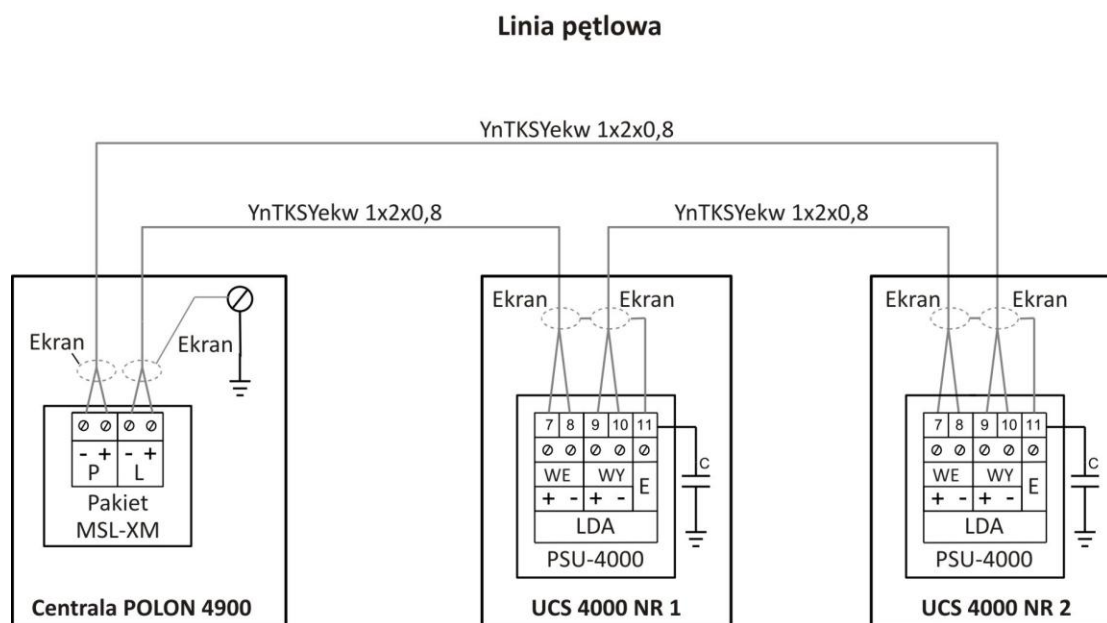 Linia pętlowa
YnTKSYekw 1x2x0,8
YnTKSYekw 1x2x0,8
YnTKSYekw 1x2x0,8
Ekran
Ekran
- + - +
P L
Pakiet
MSL-XM
Centrala POLON 4900
Ekran
Ekran
7 8 9 10 11
WE WY E
+ - + -
LDA
PSU-4000
C
UCS 4000 NR 1
Ekran
Ekran
7 8 9 10 11
WE WY E
+ - + -
LDA
PSU-4000
C
UCS 4000 NR 2